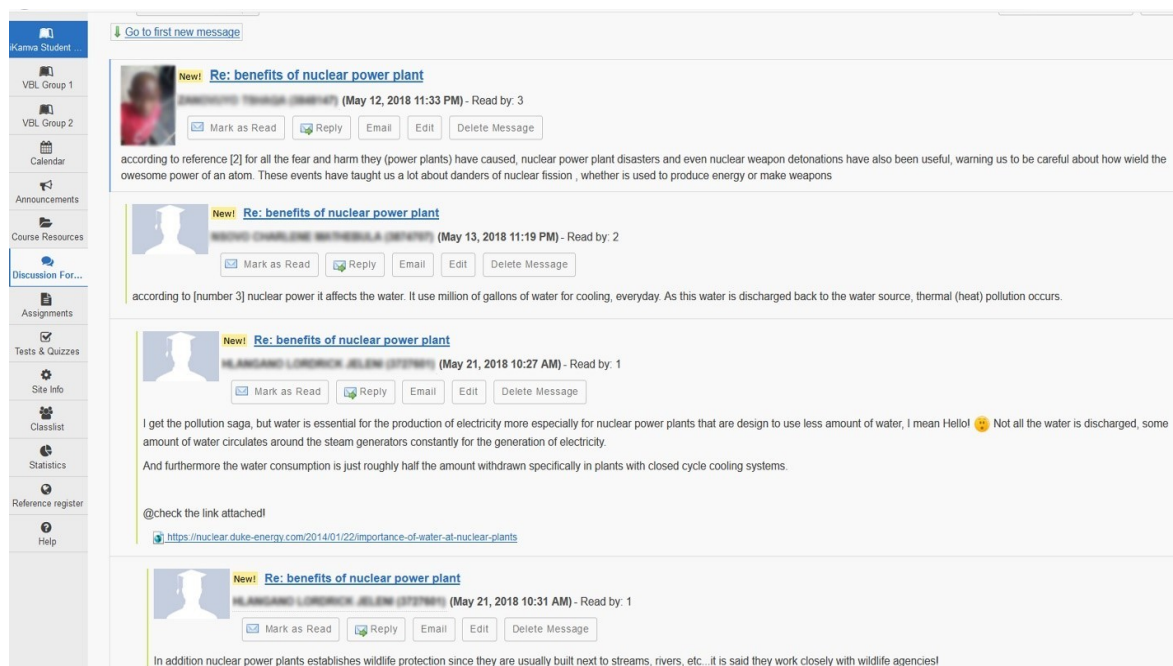 Go to first new message
iKamva Student ...
VBL Group 1
VBL Group 2
Calendar
Announcements
Course Resources
Discussion For...
Assignments
Tests & Quizzes
Site Info
Classlist
Statistics
Reference register
Help
New! Re: benefits of nuclear power plant
(May 12, 2018 11:33 PM) - Read by: 3
Mark as Read Reply Email Edit Delete Message
according to reference [2] for all the fear and harm they (power plants) have caused, nuclear power plant disasters and even nuclear weapon detonations have also been useful, warning us to be careful about how wield the
owesome power of an atom. These events have taught us a lot about danders of nuclear fission , whether is used to produce energy or make weapons
New! Re: benefits of nuclear power plant
(May 13, 2018 11:19 PM) - Read by: 2
Mark as Read Reply Email Edit Delete Message
according to [number 3] nuclear power it affects the water. It use million of gallons of water for cooling, everyday. As this water is discharged back to the water source, thermal (heat) pollution occurs.
New! Re: benefits of nuclear power plant
(May 21, 2018 10:27 AM) - Read by: 1
Mark as Read Reply Email Edit Delete Message
I get the pollution saga, but water is essential for the production of electricity more especially for nuclear power plants that are design to use less amount of water, I mean Hello! Not all the water is discharged, some
amount of water circulates around the steam generators constantly for the generation of electricity.
And furthermore the water consumption is just roughly half the amount withdrawn specifically in plants with closed cycle cooling systems.
@check the link attached!
https://nuclear.duke-energy.com/2014/01/22/importance-of-water-at-nuclear-plants
New! Re: benefits of nuclear power plant
(May 21, 2018 10:31 AM) - Read by: 1
Mark as Read Reply Email Edit Delete Message
In addition nuclear power plants establishes wildlife protection since they are usually built next to streams, rivers, etc...it is said they work closely with wildlife agencies!